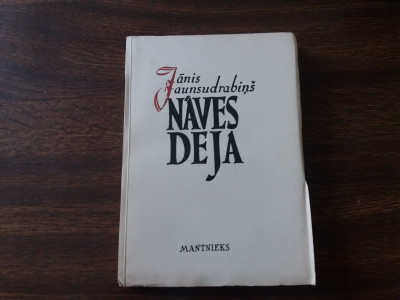 Jānis
Jaunsudrabiņš
NĀVES
DEJA
MANTNIEKS